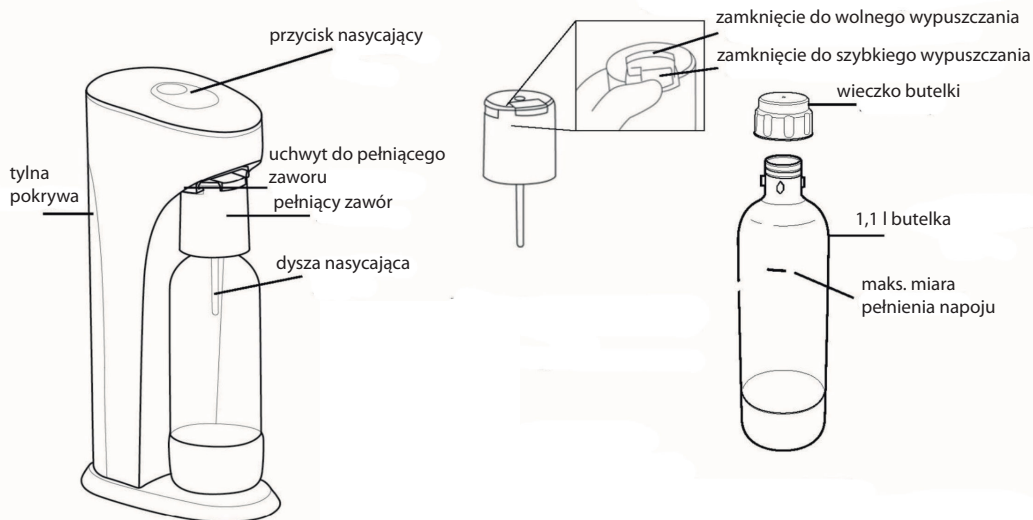 przycisk nasycający
tylna
pokrywa
uchwyt do pełniącego
zaworu
pełniący zawór
dysza nasycająca
zamknięcie do wolnego wypuszczania
zamknięcie do szybkiego wypuszczania
wieczko butelki
1,1 l butelka
maks. miara
pełnienia napoju